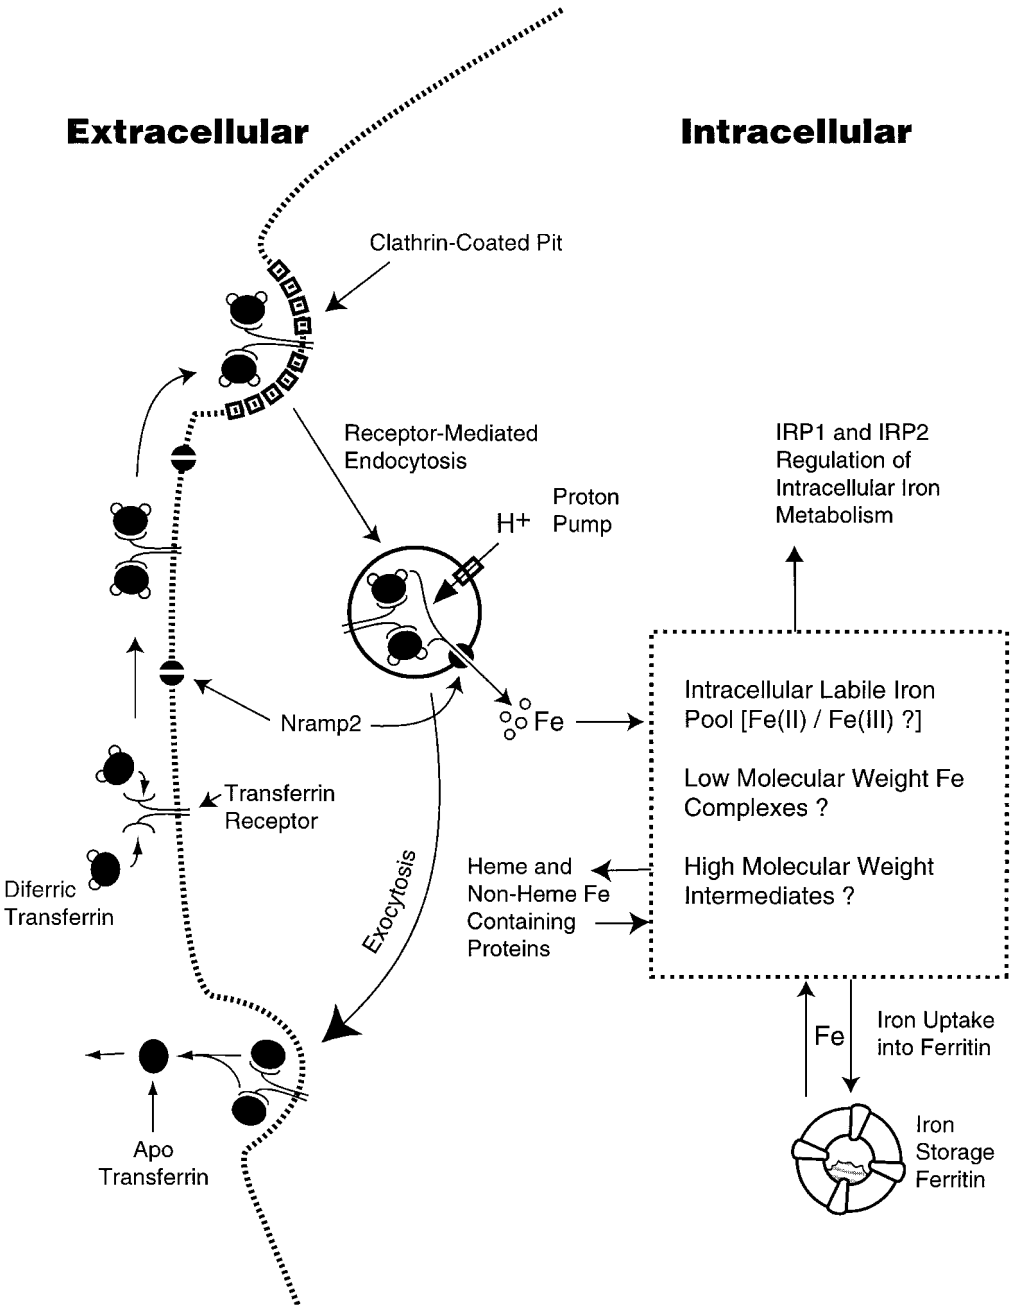 Extracellular
Intracellular
Clathrin-Coated Pit
Receptor-Mediated
Endocytosis
Proton
Pump
H+
IRP1 and IRP2
Regulation of
Intracellular Iron
Metabolism
Nramp2
Fe
Intracellular Labile Iron
Pool [Fe(II) / Fe(III) ?]
Low Molecular Weight Fe
Complexes ?
High Molecular Weight
Intermediates ?
Transferrin
Receptor
Diferric
Transferrin
Exocytosis
Heme and
Non-Heme Fe
Containing
Proteins
Fe
Iron Uptake
into Ferritin
Apo
Transferrin
Iron
Storage
Ferritin